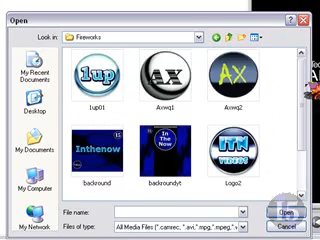 Open
Look in:
Fireworks
My Recent
Documents
Desktop
My Documents
My Computer
My Network
1up
AX
AX
1up01
Axwq1
Axwq2
15
Inthenow
In
The
Now
ITN
VIDEOS
backround
backroundyt
Logo2
File name:
Open
Files of type:
All Media Files (*.camrec, *.avi,*.mpg,*.mpeg,*.v
Cancel
Tec